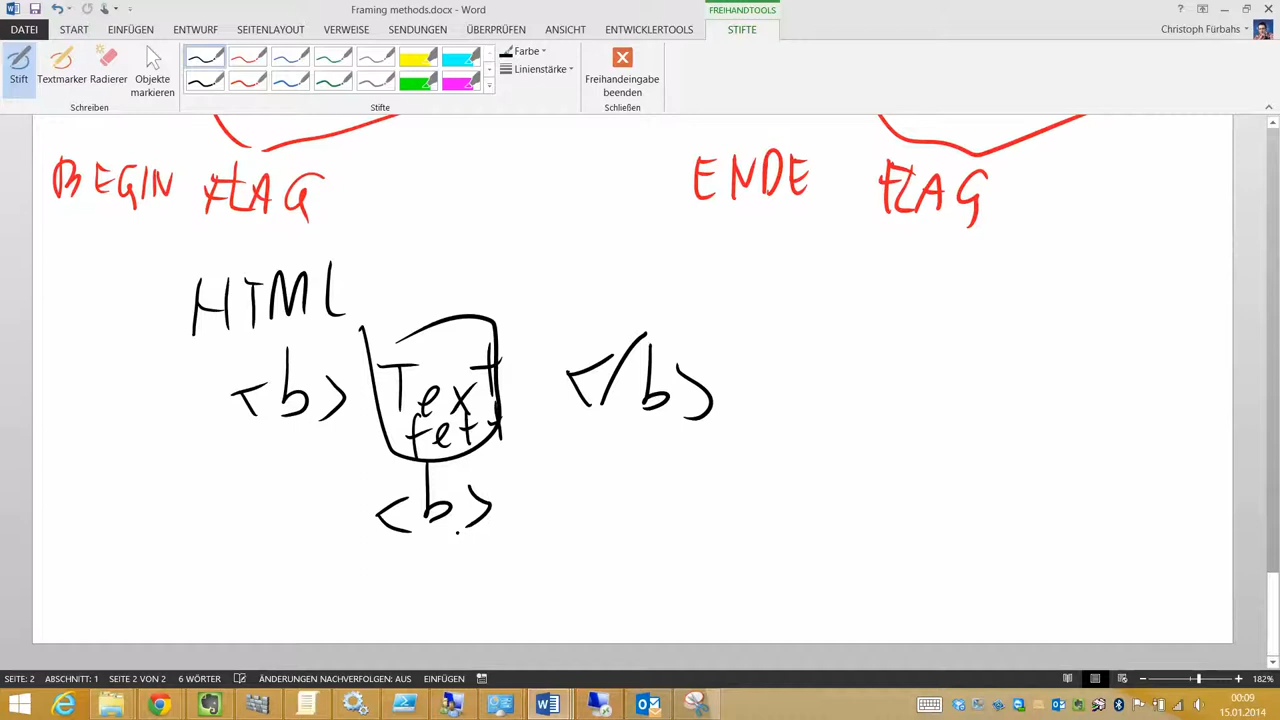 Framing methods.docx - Word
FREIHANDTOOLS
DATEI START EINFÜGEN ENTWURF SEITENLAYOUT VERWEISE SENDUNGEN ÜBERPRÜFEN ANSICHT ENTWICKLERTOOLS STIFTE
Christoph Fürbahs
Stift Textmarker Radierer Objekte markieren
Farbe
Linienstärke
Freihandeingabe beenden
Schreiben Stifte Schließen
BEGIN FLAG ENDE FLAG
HTML
<b> Text </b>
fett
<b>
SEITE: 2 ABSCHNITT: 1 SEITE 2 VON 2 6 WÖRTER ÄNDERUNGEN NACHVERFOLGEN: AUS EINFÜGEN 182%
00:09
15.01.2014